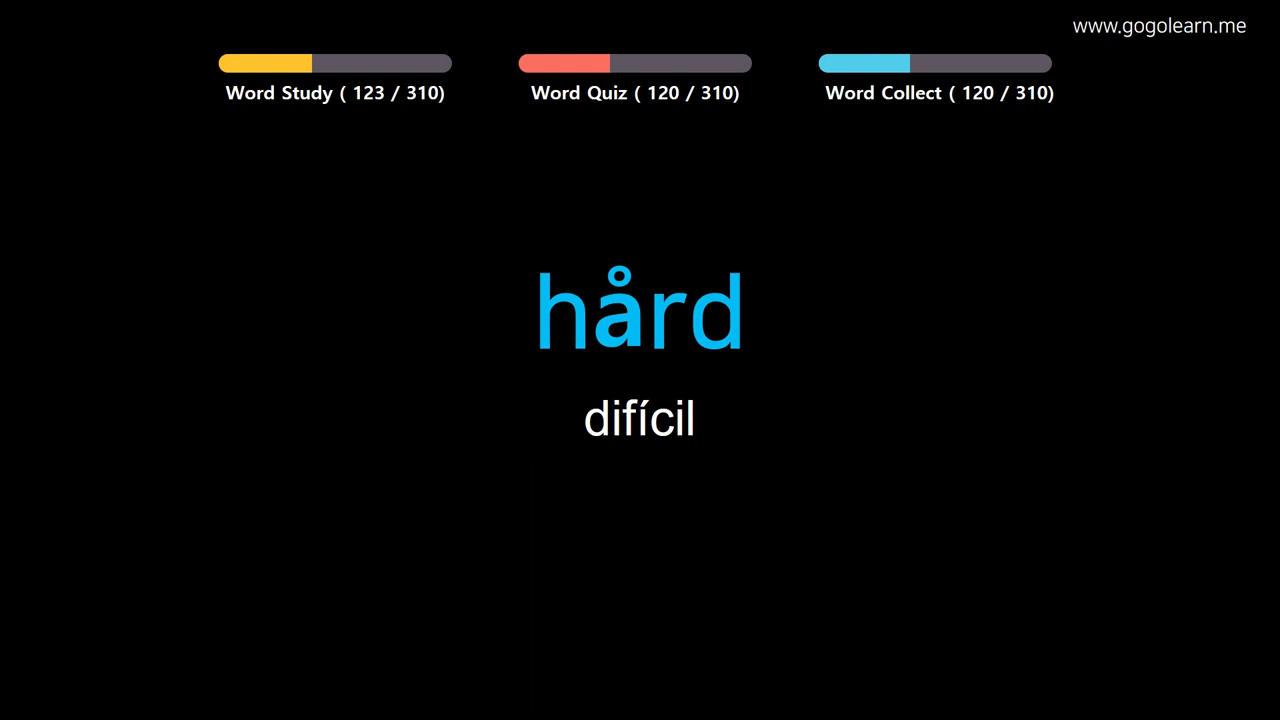 www.gogolearn.me
Word Study ( 123 / 310)
Word Quiz ( 120 / 310)
Word Collect ( 120 / 310)
hård
difícil